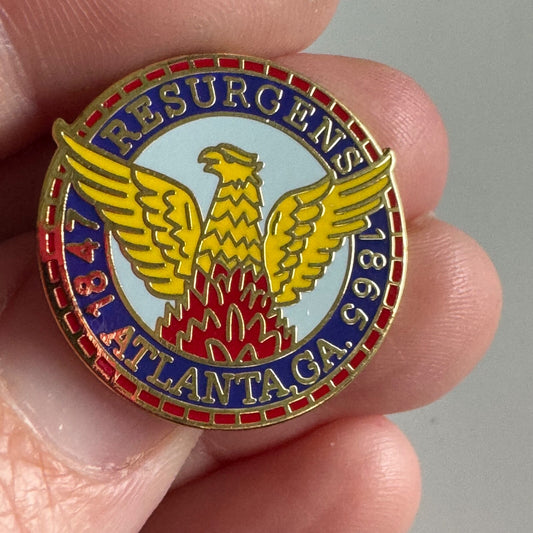 RESURGENS
1847
1865
ATLANTA, GA.